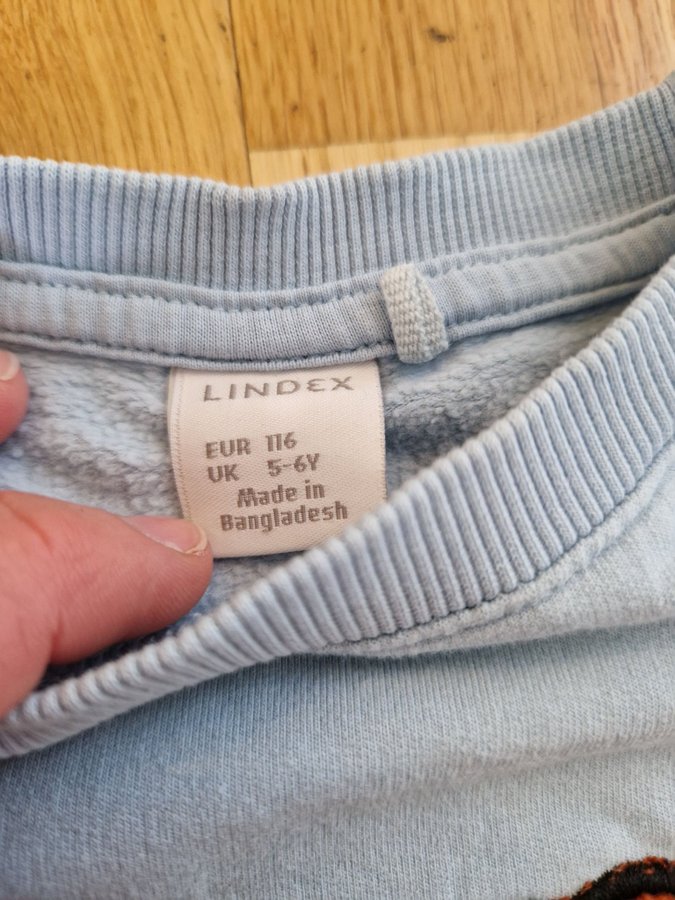 LINDEX
EUR 116
UK 5-6Y
Made in
Bangladesh